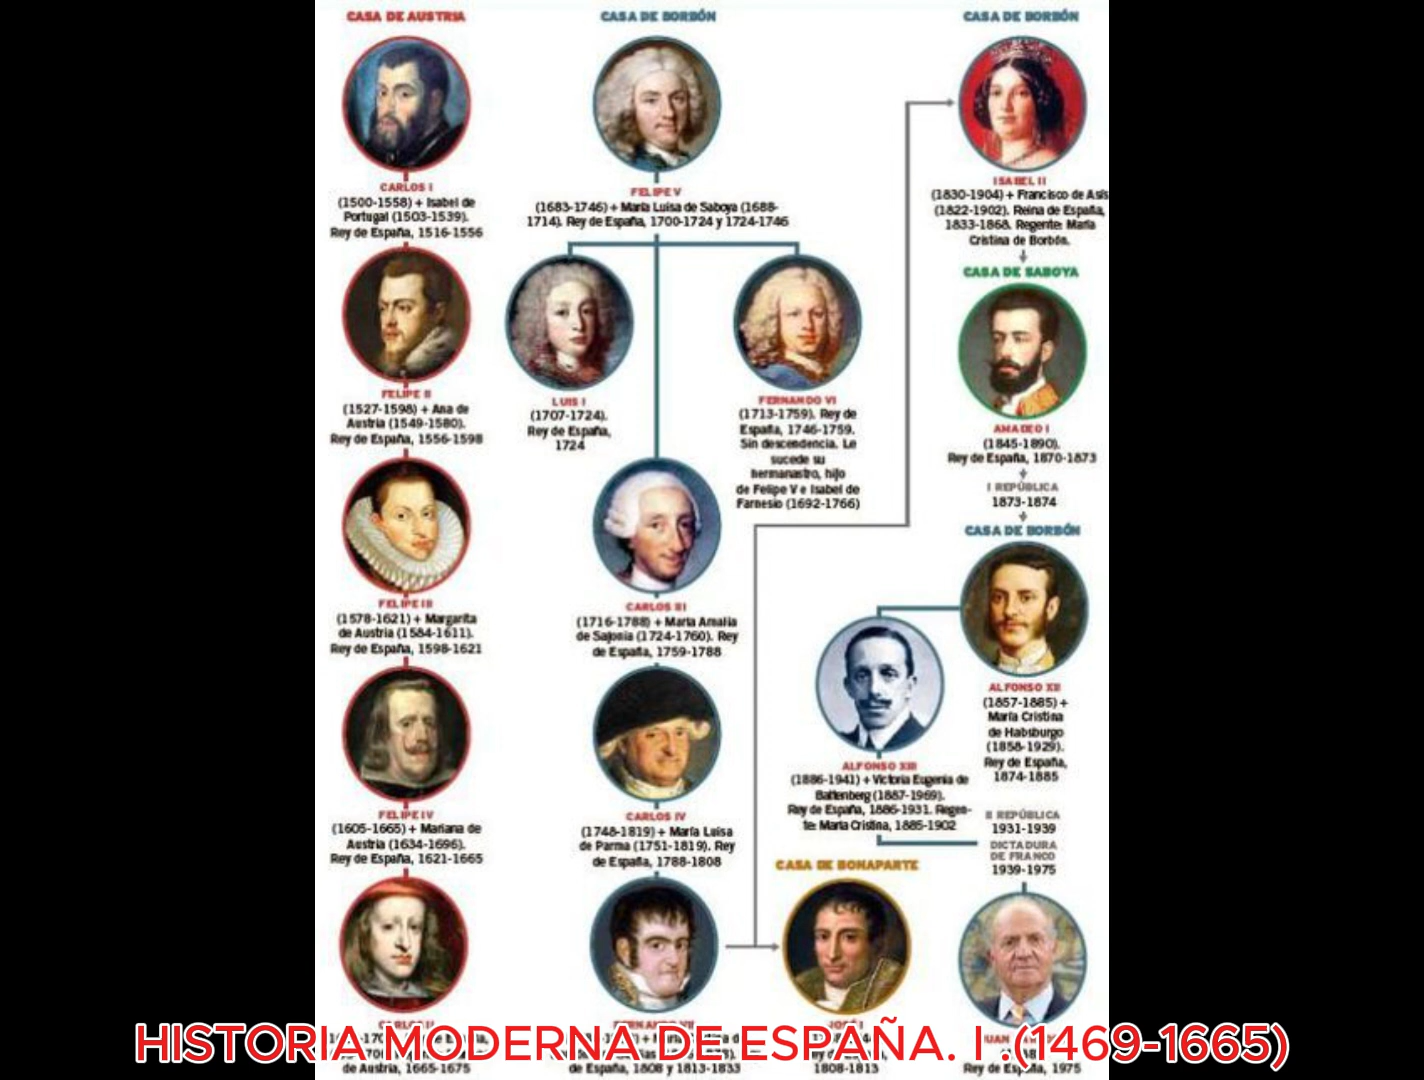 CASA DE AUSTRIA
CARLOS I
(1500-1558) + Isabel de
Portugal (1503-1539).
Rey de España, 1516-1556
FELIPE II
(1527-1598) + Ana de
Austria (1549-1580).
Rey de España, 1556-1598
FELIPE III
(1578-1621) + Margarita
de Austria (1584-1611).
Rey de España, 1598-1621
FELIPE IV
(1605-1665) + Mariana de
Austria (1634-1696).
Rey de España, 1621-1665
CARLOS II
de Austria, 1665-1675
CASA DE BORBÓN
FELIPE V
(1683-1746) + María Luisa de Saboya (1688-
1714). Rey de España, 1700-1724 y 1724-1746
LUIS I
(1707-1724).
Rey de España,
1724
FERNANDO VI
(1713-1759). Rey de
España, 1746-1759.
Sin descendencia. Le
sucede su
hermanastro, hijo
de Felipe V e Isabel de
Farnesio (1692-1766)
CARLOS III
(1716-1788) + María Amalia
de Sajonia (1724-1760). Rey
de España, 1759-1788
CARLOS IV
(1748-1819) + María Luisa
de Parma (1751-1819). Rey
de España, 1788-1808
FERNANDO VII
de España, 1808 y 1813-1833
CASA DE BONAPARTE
JOSÉ I
1808-1813
CASA DE BORBÓN
ISABEL II
(1830-1904) + Francisco de Asís
(1822-1902). Reina de España,
1833-1868. Regente: María
Cristina de Borbón.
CASA DE SABOYA
AMADEO I
(1845-1890).
Rey de España, 1870-1873
I REPÚBLICA
1873-1874
CASA DE BORBÓN
ALFONSO XII
(1857-1885) +
María Cristina
de Habsburgo
(1858-1929).
Rey de España,
1874-1885
ALFONSO XIII
(1886-1941) + Victoria Eugenia de
Battenberg (1887-1969).
Rey de España, 1886-1931. Regen-
te: María Cristina, 1885-1902
II REPÚBLICA
1931-1939
DICTADURA
DE FRANCO
1939-1975
JUAN
Rey de España, 1975
HISTORIA MODERNA DE ESPAÑA. I .(1469-1665)